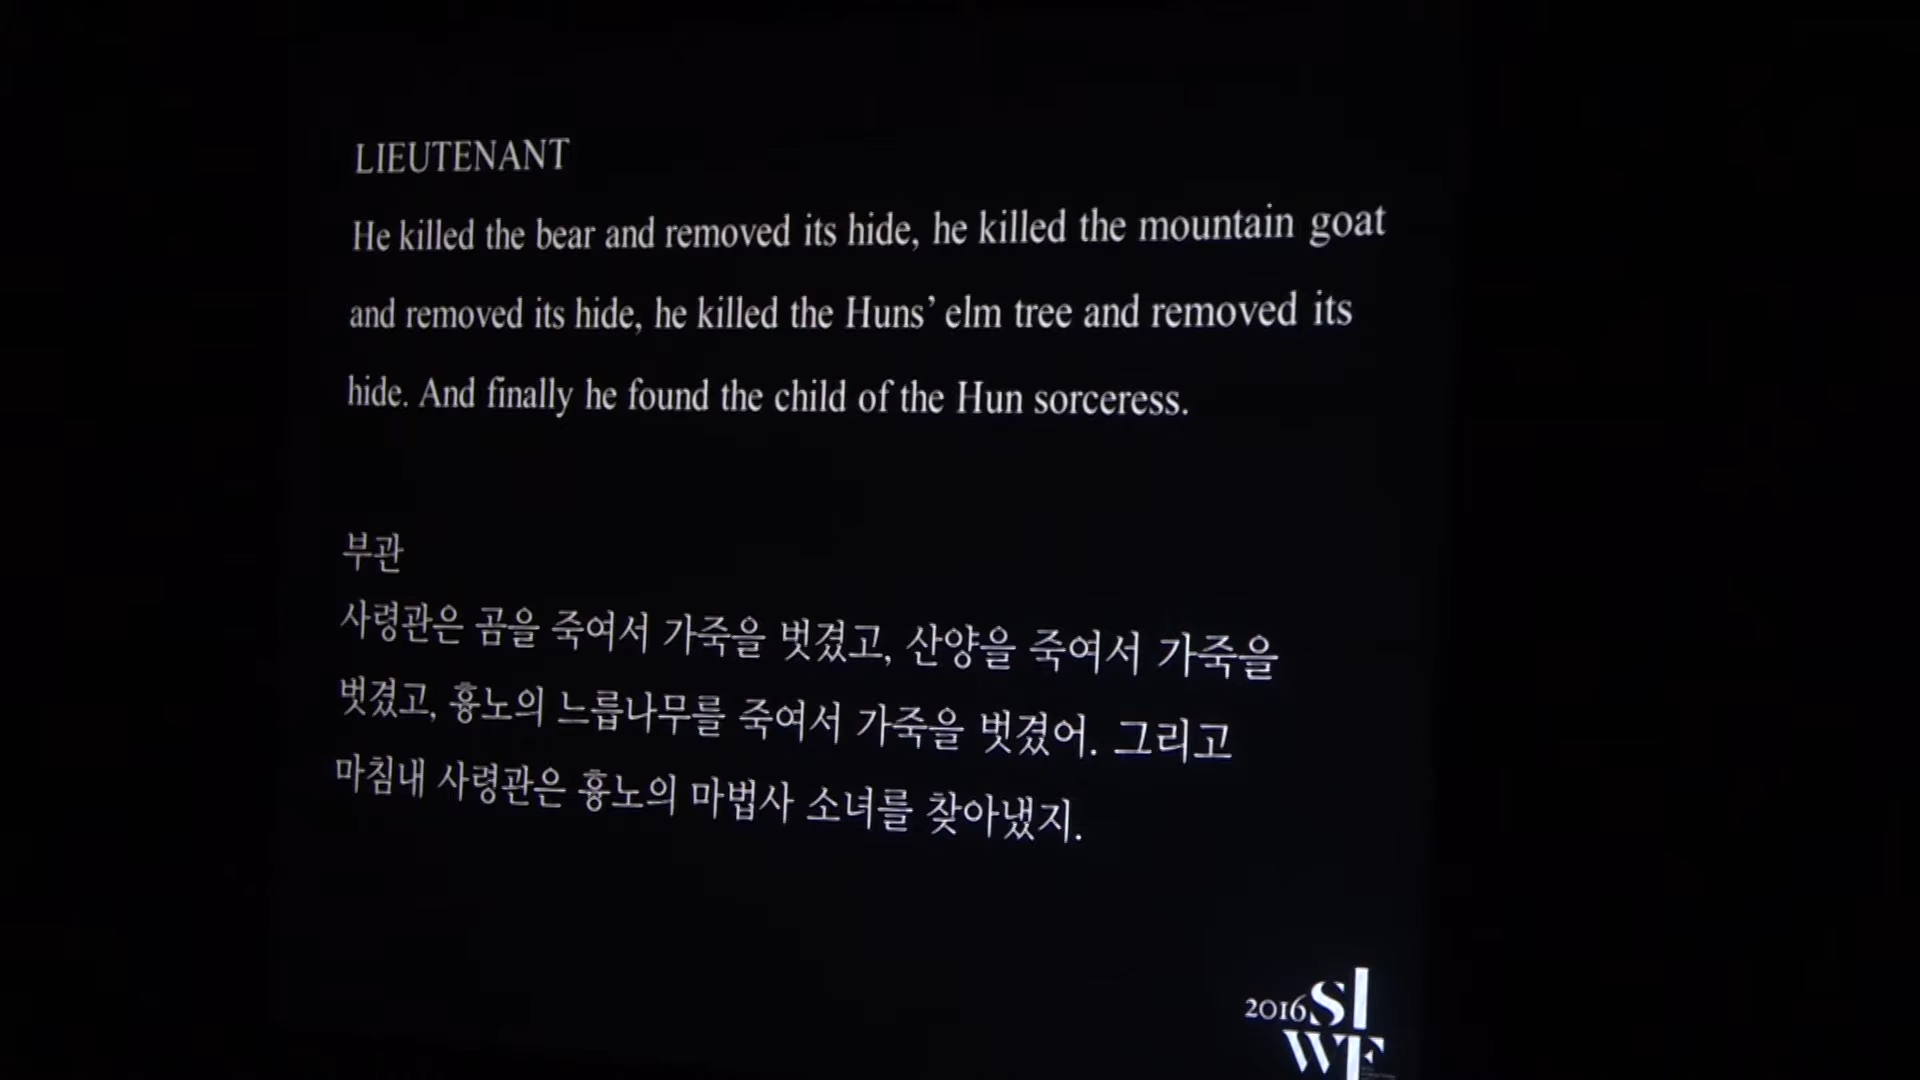 LIEUTENANT
He killed the bear and removed its hide, he killed the mountain goat
and removed its hide, he killed the Huns’ elm tree and removed its
hide. And finally he found the child of the Hun sorceress.
부관
사령관은 곰을 죽여서 가죽을 벗겼고, 산양을 죽여서 가죽을
벗겼고, 흉노의 느릅나무를 죽여서 가죽을 벗겼어. 그리고
마침내 사령관은 흉노의 마법사 소녀를 찾아냈지.
2016 SI
WF